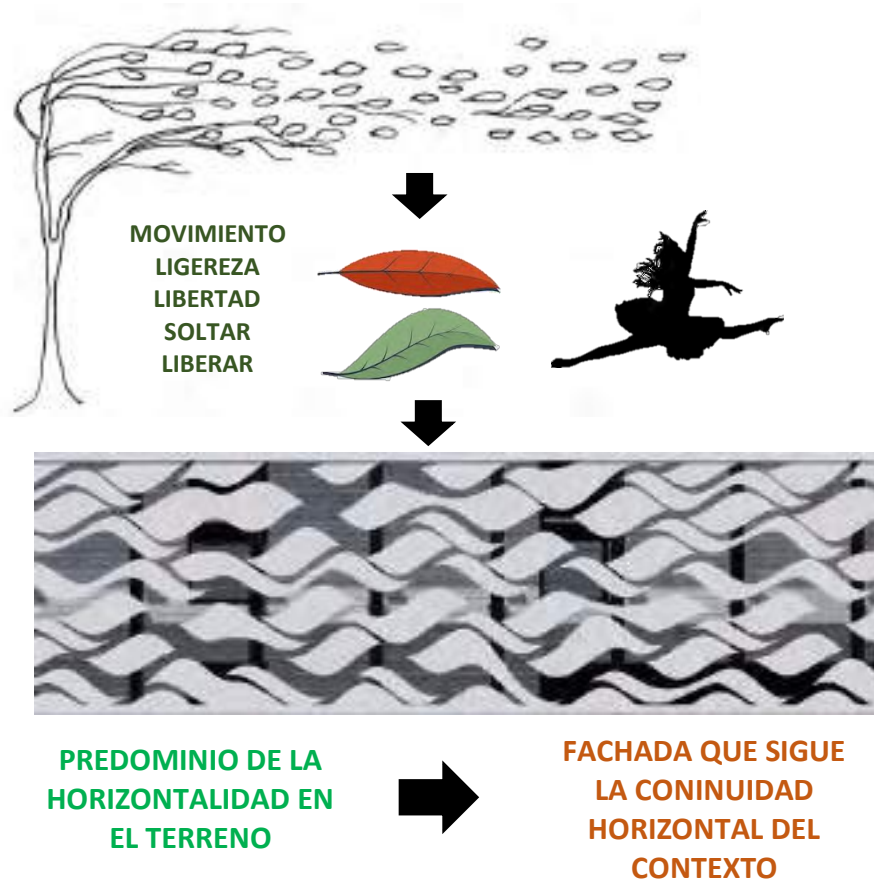 MOVIMIENTO
LIGEREZA
LIBERTAD
SOLTAR
LIBERAR
PREDOMINIO DE LA
HORIZONTALIDAD EN
EL TERRENO
FACHADA QUE SIGUE
LA CONINUIDAD
HORIZONTAL DEL
CONTEXTO